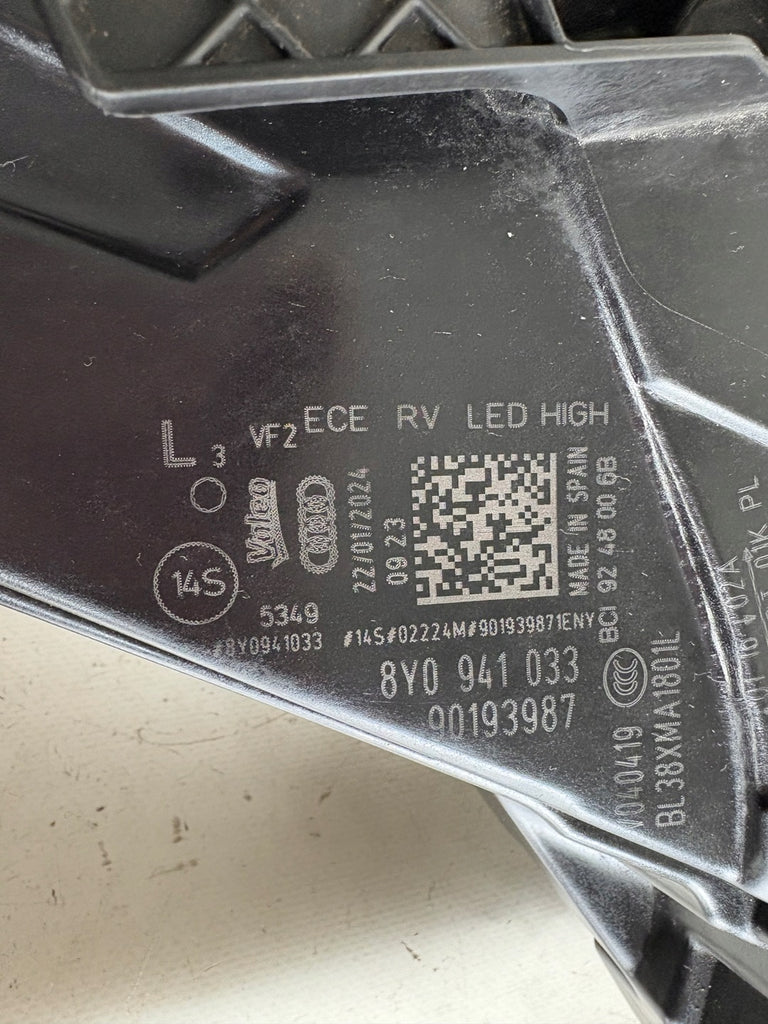 L 3 VF2 ECE RV LED HIGH
Valeo
22/01/2024
09 23
MADE IN SPAIN
BCI 92 48 00 6B
14S
5349
#8Y0941033 #14S#02224M#901939871ENY
8Y0 941 033
90193987
CCC
V040419
BL38XMA1801L